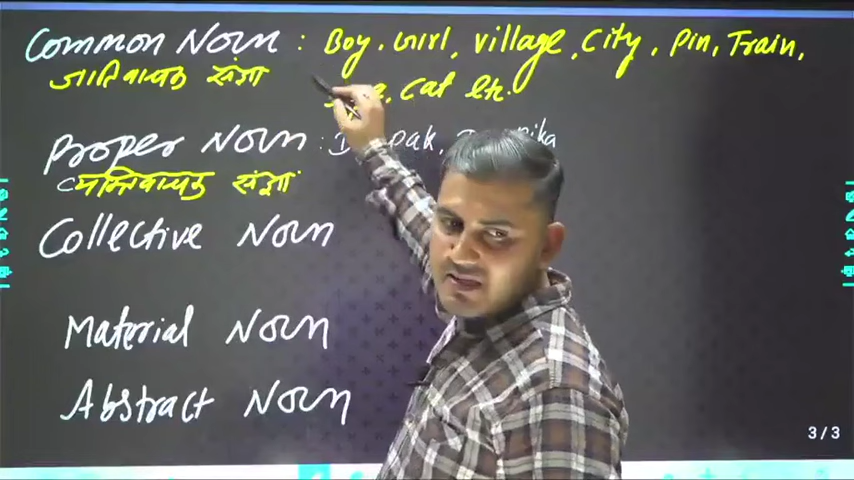 Common Noun : Boy, Girl, village, City, Pin, Train,
जातिवाचक संज्ञा
Cat etc.
Proper Noun :
व्यक्तिवाचक संज्ञा
Collective Noun
Material Noun
Abstract Noun
3/3